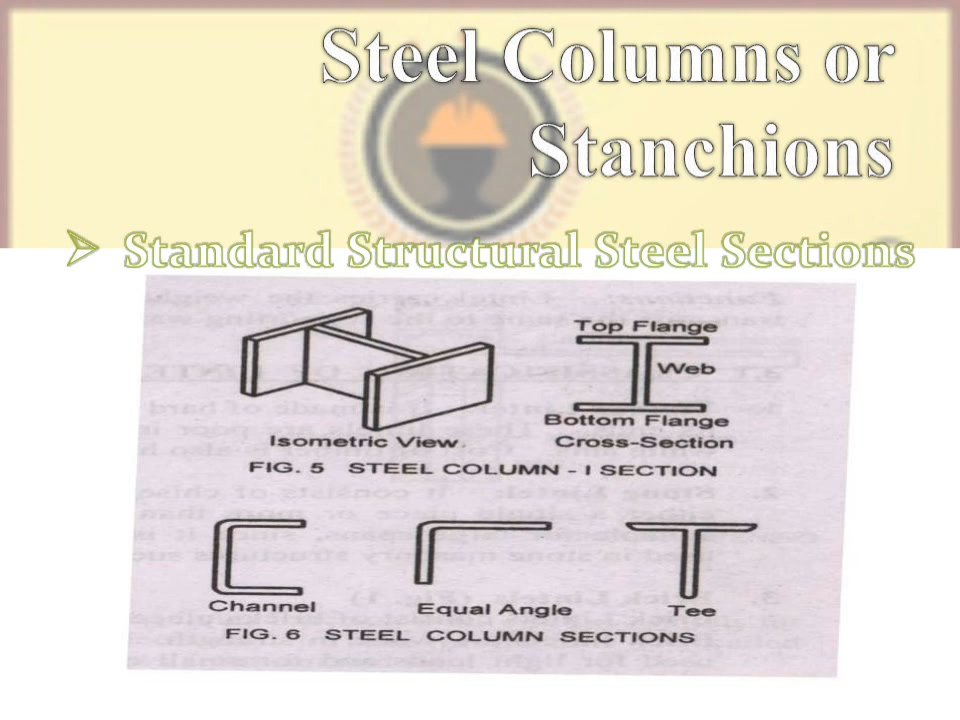 Steel Columns or
Stanchions
➢ Standard Structural Steel Sections
Top Flange
Web
Bottom Flange
Isometric View.
Cross-Section
FIG. 5 STEEL COLUMN - I SECTION
Channel
Equal Angle
Tee
FIG. 6 STEEL COLUMN SECTIONS